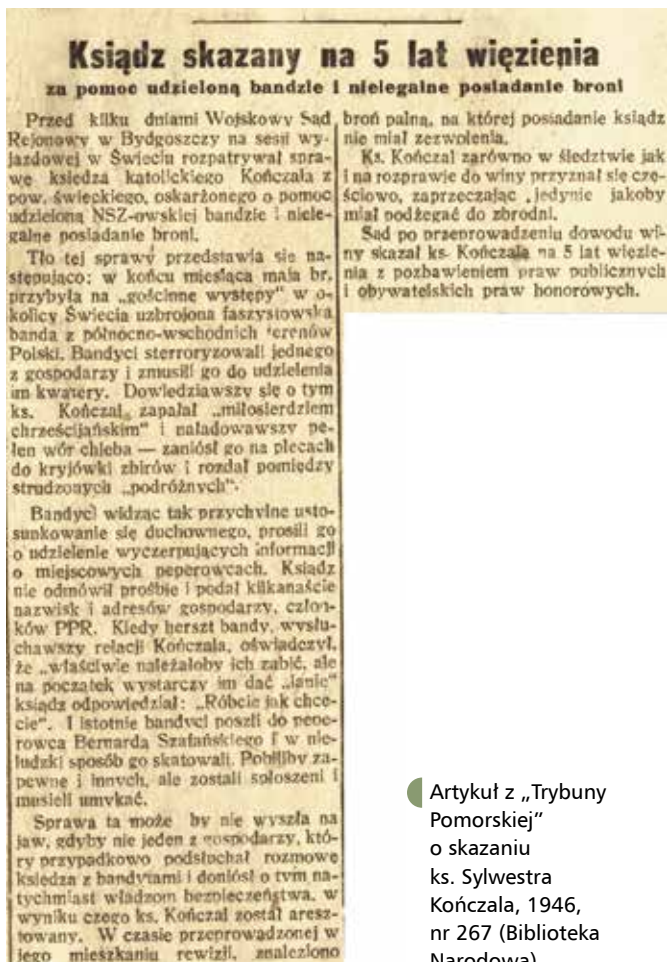 Ksiądz skazany na 5 lat więzienia
za pomoc udzieloną bandzie i nielegalne posiadanie broni
Przed kilku dniami Wojskowy Sąd
Rejonowy w Bydgoszczy na sesji wy-
jazdowej w Świeciu rozpatrywał spra-
wę księdza katolickiego Kończala z
pow. świeckiego, oskarżonego o pomoc
udzieloną NSZ-owskiej bandzie i niele-
galne posiadanie broni.
Tło tej sprawy przedstawia się na-
stępująco: w końcu miesiąca maja br.
przybyła na „gościnne występy" w o-
kolicy Świecia uzbrojona faszystowska
banda z północno-wschodnich terenów
Polski. Bandyci sterroryzowali jednego
z gospodarzy i zmusili go do udzielenia
im kwatery. Dowiedziawszy się o tym
ks. Kończal, zapałał „miłosierdziem
chrześcijańskim" i naładowawszy pe-
łen wór chleba — zaniósł go na plecach
do kryjówki zbirów i rozdał pomiędzy
strudzonych „podróżnych".
Bandyci widząc tak przychylne usto-
sunkowanie się duchownego, prosili go
o udzielenie wyczerpujących informacji
o miejscowych peperowcach. Ksiądz
nie odmówił prośbie i podał kilkanaście
nazwisk i adresów gospodarzy, człon-
ków PPR. Kiedy herszt bandy, wysłu-
chawszy relacji Kończala, oświadczył,
że „właściwie należałoby ich zabić, ale
na początek wystarczy im dać „lanie"
ksiądz odpowiedział: „Róbcie jak chce-
cie". I istotnie bandyci poszli do pepe-
rowca Bernarda Szafańskiego i w nie-
ludzki sposób go skatowali. Pobiliby za-
pewne i innych, ale zostali spłoszeni i
musieli umykać.
Sprawa ta może by nie wyszła na
jaw, gdyby nie jeden z gospodarzy, któ-
ry przypadkowo podsłuchał rozmowę
księdza z bandytami i doniósł o tym na-
tychmiast władzom bezpieczeństwa, w
wyniku czego ks. Kończal został aresz-
towany. W czasie przeprowadzonej w
jego mieszkaniu rewizji, znaleziono
broń palną, na której posiadanie ksiądz
nie miał zezwolenia.
Ks. Kończal zarówno w śledztwie jak
i na rozprawie do winy przyznał się czę-
ściowo, zaprzeczając jedynie jakoby
miał podżegać do zbrodni.
Sąd po przeprowadzeniu dowodu wi-
ny skazał ks. Kończala na 5 lat więzie-
nia z pozbawieniem praw publicznych
i obywatelskich praw honorowych.
Artykuł z „Trybuny
Pomorskiej"
o skazaniu
ks. Sylwestra
Kończala, 1946,
nr 267 (Biblioteka
Narodowa)